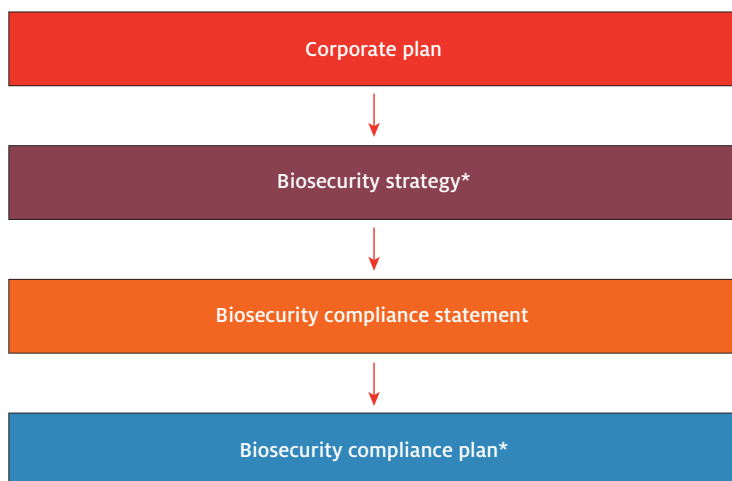 Corporate plan
Biosecurity strategy*
Biosecurity compliance statement
Biosecurity compliance plan*